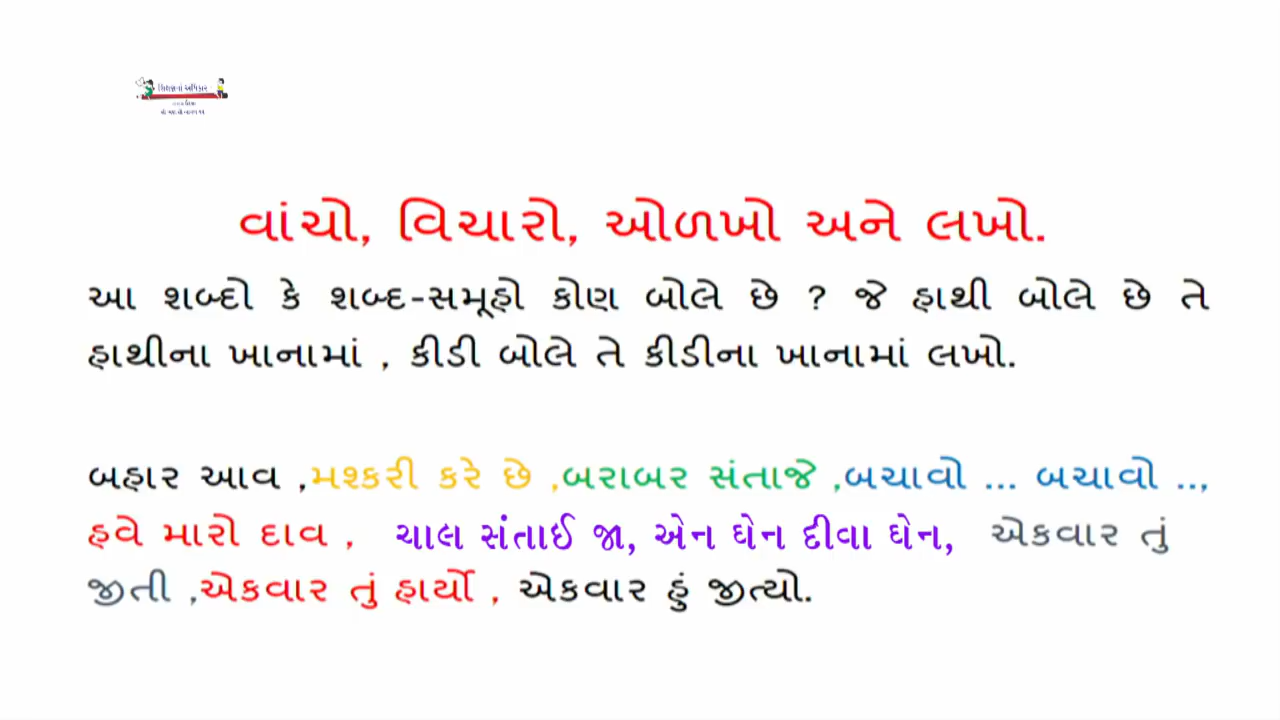 શિક્ષાનાં અધિકાર
વાંચો, વિચારો, ઓળખો અને લખો.
આ શબ્દો કે શબ્દ-સમૂહો કોણ બોલે છે ? જે હાથી બોલે છે તે
હાથીના ખાનામાં , કીડી બોલે તે કીડીના ખાનામાં લખો.
બહાર આવ ,મશ્કરી કરે છે ,બરાબર સંતાજે ,બચાવો ... બચાવો ..,
હવે મારો દાવ , ચાલ સંતાઈ જા, એન ઘેન દીવા ઘેન, એકવાર તું
જીતી ,એકવાર તું હાર્યો , એકવાર હું જીત્યો.